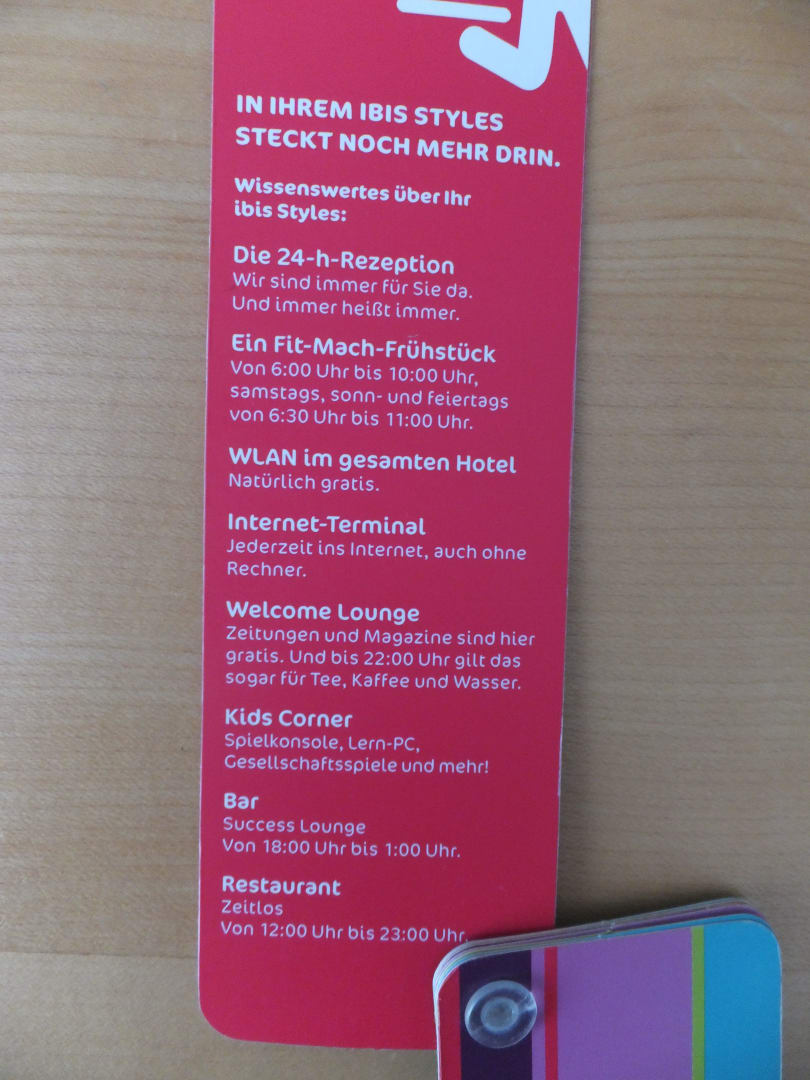 IN IHREM IBIS STYLES
STECKT NOCH MEHR DRIN.
Wissenswertes über Ihr
ibis Styles:
Die 24-h-Rezeption
Wir sind immer für Sie da.
Und immer heißt immer.
Ein Fit-Mach-Frühstück
Von 6:00 Uhr bis 10:00 Uhr,
samstags, sonn- und feiertags
von 6:30 Uhr bis 11:00 Uhr.
WLAN im gesamten Hotel
Natürlich gratis.
Internet-Terminal
Jederzeit ins Internet, auch ohne
Rechner.
Welcome Lounge
Zeitungen und Magazine sind hier
gratis. Und bis 22:00 Uhr gilt das
sogar für Tee, Kaffee und Wasser.
Kids Corner
Spielkonsole, Lern-PC,
Gesellschaftsspiele und mehr!
Bar
Success Lounge
Von 18:00 Uhr bis 1:00 Uhr.
Restaurant
Zeitlos
Von 12:00 Uhr bis 23:00 Uhr.